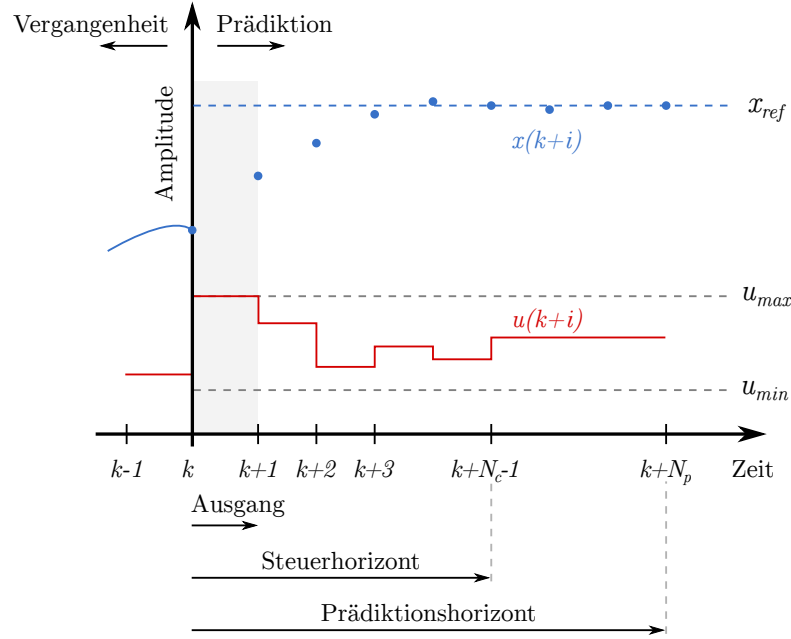 Vergangenheit Prädiktion
Amplitude
x_ref
x(k+i)
u_max
u(k+i)
u_min
k-1 k k+1 k+2 k+3 k+N_c-1 k+N_p Zeit
Ausgang
Steuerhorizont
Prädiktionshorizont